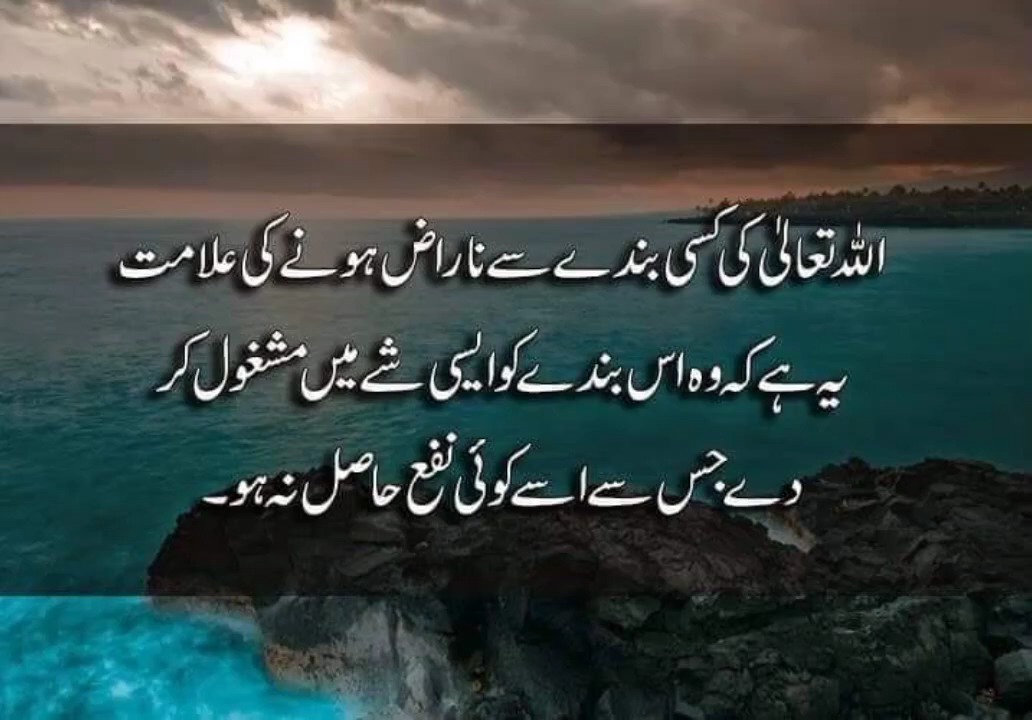 اللہ تعالیٰ کی کسی بندے سے ناراض ہونے کی علامت
یہ ہے کہ وہ اس بندے کو ایسی شے میں مشغول کر
دے جس سے اسے کوئی نفع حاصل نہ ہو۔